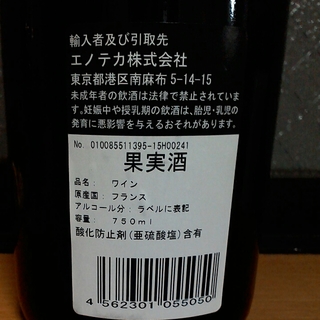 輸入者及び引取先
エノテカ株式会社
東京都港区南麻布 5-14-15
未成年者の飲酒は法律で禁止されています。
妊娠中や授乳期の飲酒は、胎児・乳児の
発育に悪影響を与えるおそれがあります。
No. 010085511395-15H00241
果実酒
品名: ワイン
原産国: フランス
アルコール分: ラベルに表記
容量: 750ml
酸化防止剤(亜硫酸塩)含有
4 562301 055050